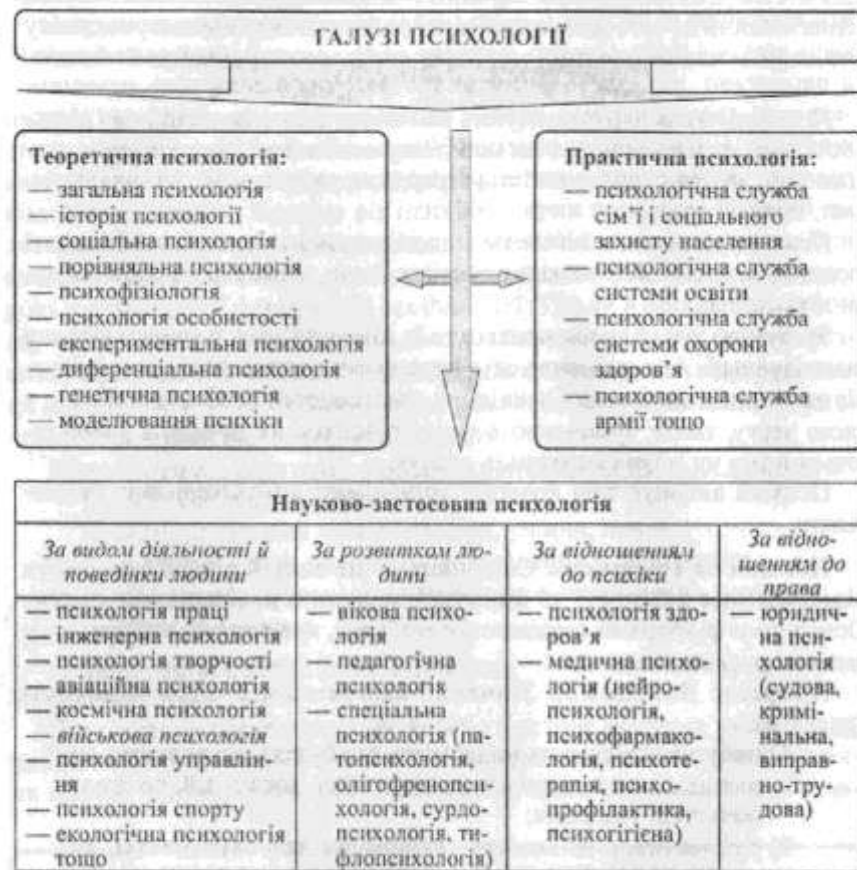 ГАЛУЗІ ПСИХОЛОГІЇ
Теоретична психологія:
— загальна психологія
— історія психології
— соціальна психологія
— порівняльна психологія
— психофізіологія
— психологія особистості
— експериментальна психологія
— диференціальна психологія
— генетична психологія
— моделювання психіки
Практична психологія:
— психологічна служба
сім’ї і соціального
захисту населення
— психологічна служба
системи освіти
— психологічна служба
системи охорони
здоров’я
— психологічна служба
армії тощо
Науково-застосовна психологія
За видом діяльності й
поведінки людини
— психологія праці
— інженерна психологія
— психологія творчості
— авіаційна психологія
— космічна психологія
— військова психологія
— психологія управлін-
ня
— психологія спорту
— екологічна психологія
тощо
За розвитком лю-
дини
— вікова психо-
логія
— педагогічна
психологія
— спеціальна
психологія (па-
топсихологія,
олігофренопси-
хологія, сурдо-
психологія, ти-
флопсихологія)
За відношенням
до психіки
— психологія здо-
ров’я
— медична психо-
логія (нейро-
психологія,
психофармако-
логія, психоте-
рапія, психо-
профілактика,
психогігієна)
За відно-
шенням до
права
— юридич-
на пси-
хологія
(судова,
кримі-
нальна,
виправ-
но-тру-
дова)